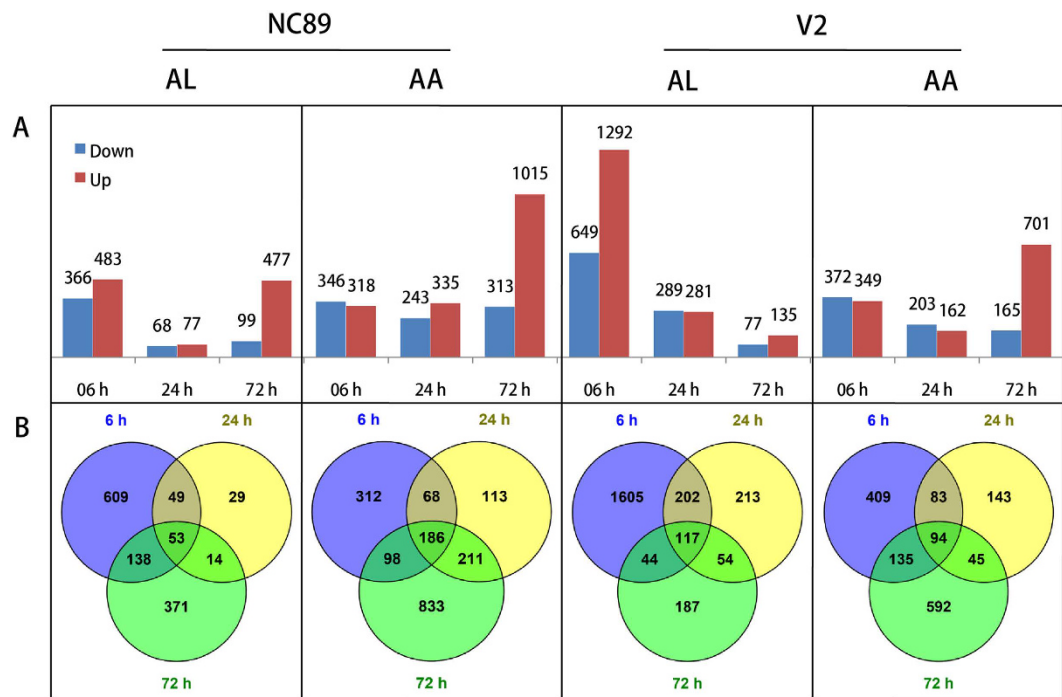 NC89 V2
AL AA AL AA
A
Down
Up
366 483 68 77 99 477
346 318 243 335 313 1015
649 1292 289 281 77 135
372 349 203 162 165 701
06 h 24 h 72 h 06 h 24 h 72 h 06 h 24 h 72 h 06 h 24 h 72 h
B
6 h 24 h 6 h 24 h 6 h 24 h 6 h 24 h
609 49 29 312 68 113 1605 202 213 409 83 143
53 186 117 94
138 14 98 211 44 54 135 45
371 833 187 592
72 h 72 h 72 h 72 h